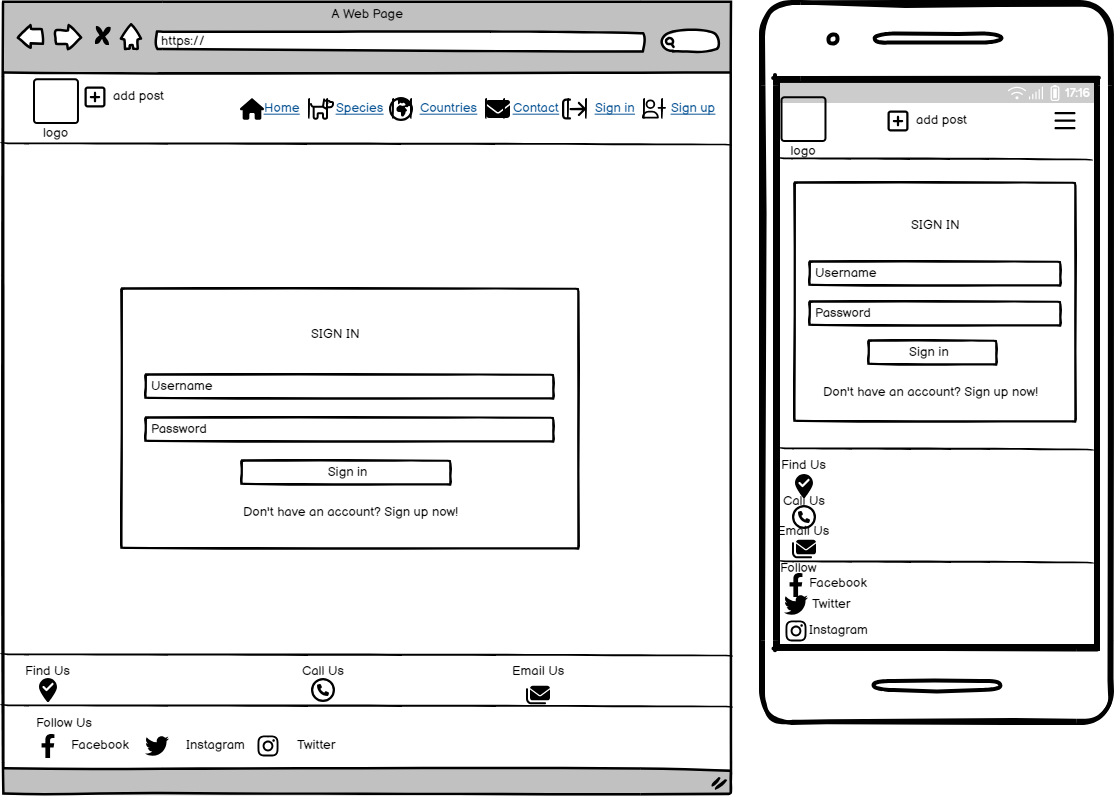 A Web Page
https://
add post
logo
Home Species Countries Contact Sign in Sign up
SIGN IN
Username
Password
Sign in
Don't have an account? Sign up now!
Find Us Call Us Email Us
Follow Us
Facebook Instagram Twitter
17:16
add post
logo
SIGN IN
Username
Password
Sign in
Don't have an account? Sign up now!
Find Us
Call Us
Email Us
Follow
Facebook
Twitter
Instagram